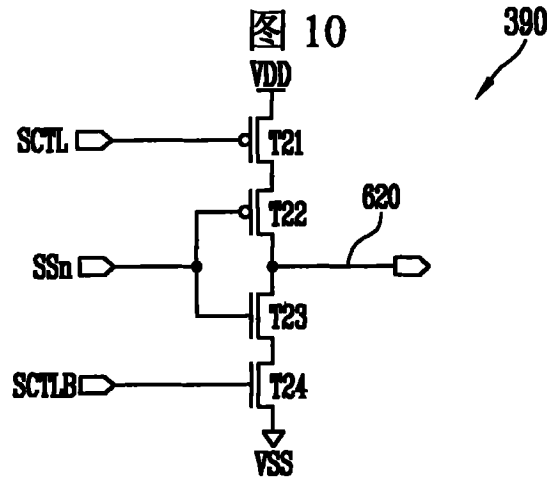 图 10
390
VDD
SCTL
T21
T22
620
SSn
T23
SCTLB
T24
VSS